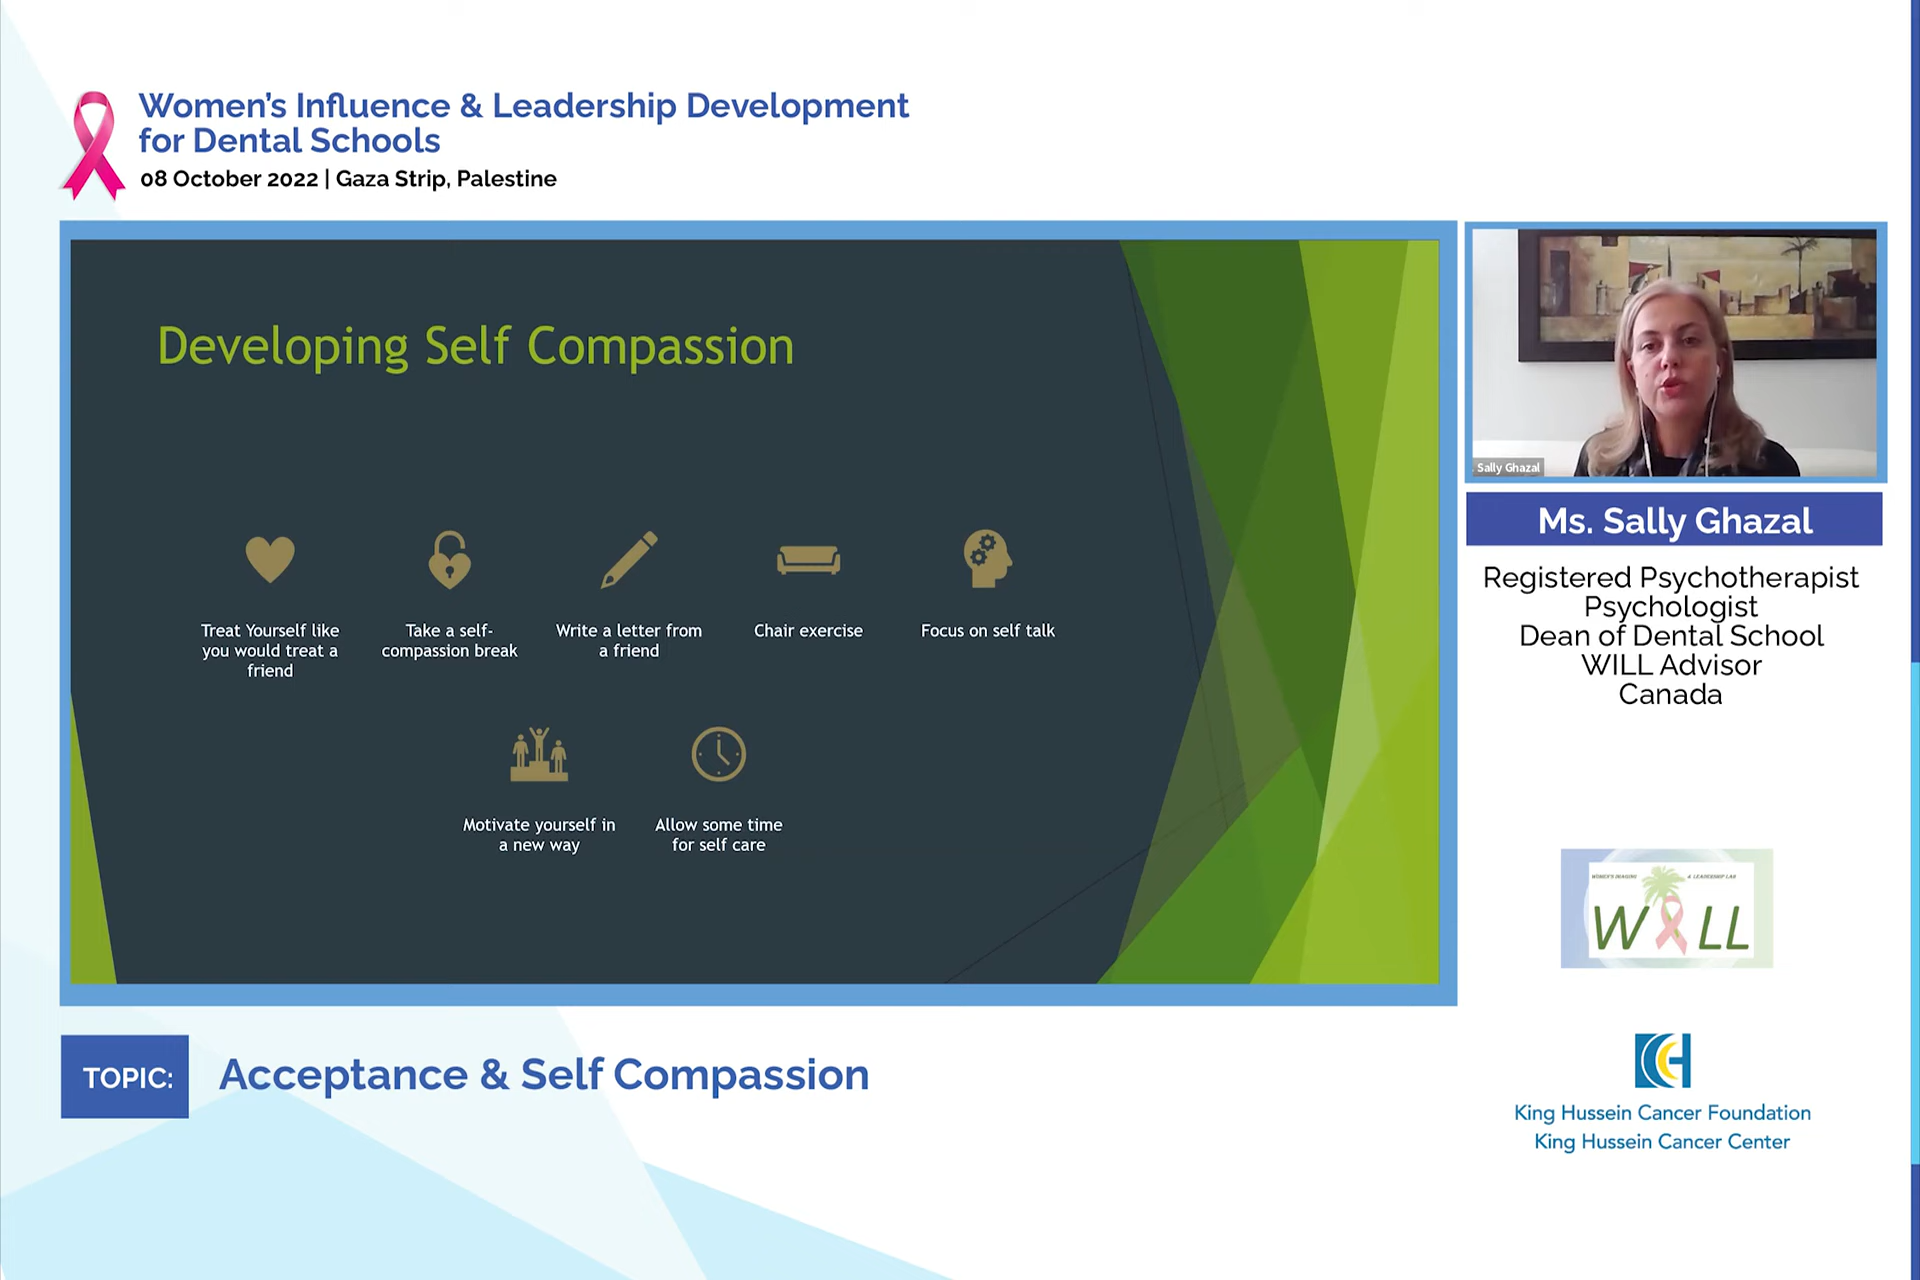 Women's Influence & Leadership Development
for Dental Schools
08 October 2022 | Gaza Strip, Palestine
Developing Self Compassion
Treat Yourself like
you would treat a
friend
Take a self-
compassion break
Write a letter from
a friend
Chair exercise
Focus on self talk
Motivate yourself in
a new way
Allow some time
for self care
Sally Ghazal
Ms. Sally Ghazal
Registered Psychotherapist
Psychologist
Dean of Dental School
WILL Advisor
Canada
WOMEN'S IMAGING
& LEADERSHIP LAB
WILL
King Hussein Cancer Foundation
King Hussein Cancer Center
TOPIC:
Acceptance & Self Compassion